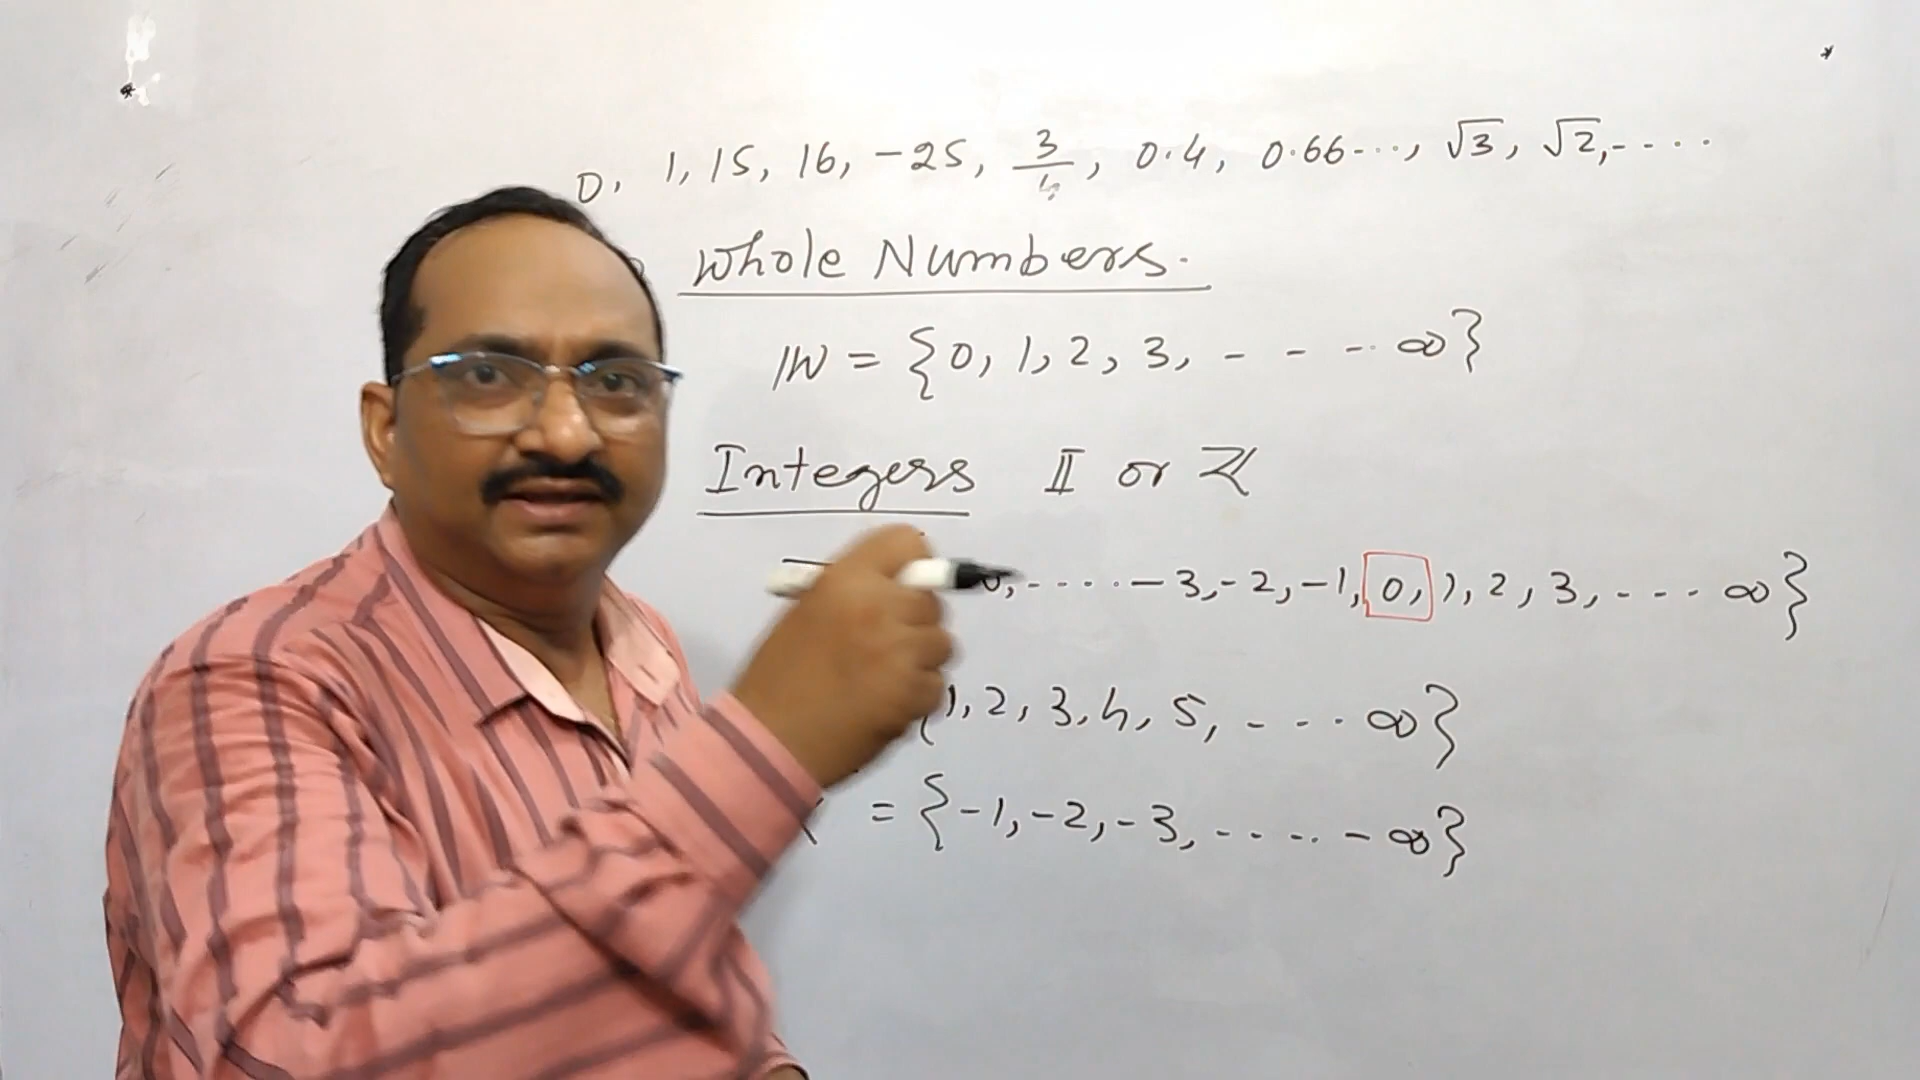 0, 1, 15, 16, -25, 3/4, 0.4, 0.66..., √3, √2, - . . .
Whole Numbers.
W = {0, 1, 2, 3, - - - . ∞}
Integers I or Z
, - . . . -3, -2, -1, 0, 1, 2, 3, . - - . ∞}
{1, 2, 3, 4, 5, - - - . ∞}
= {-1, -2, -3, - - - . . -∞}